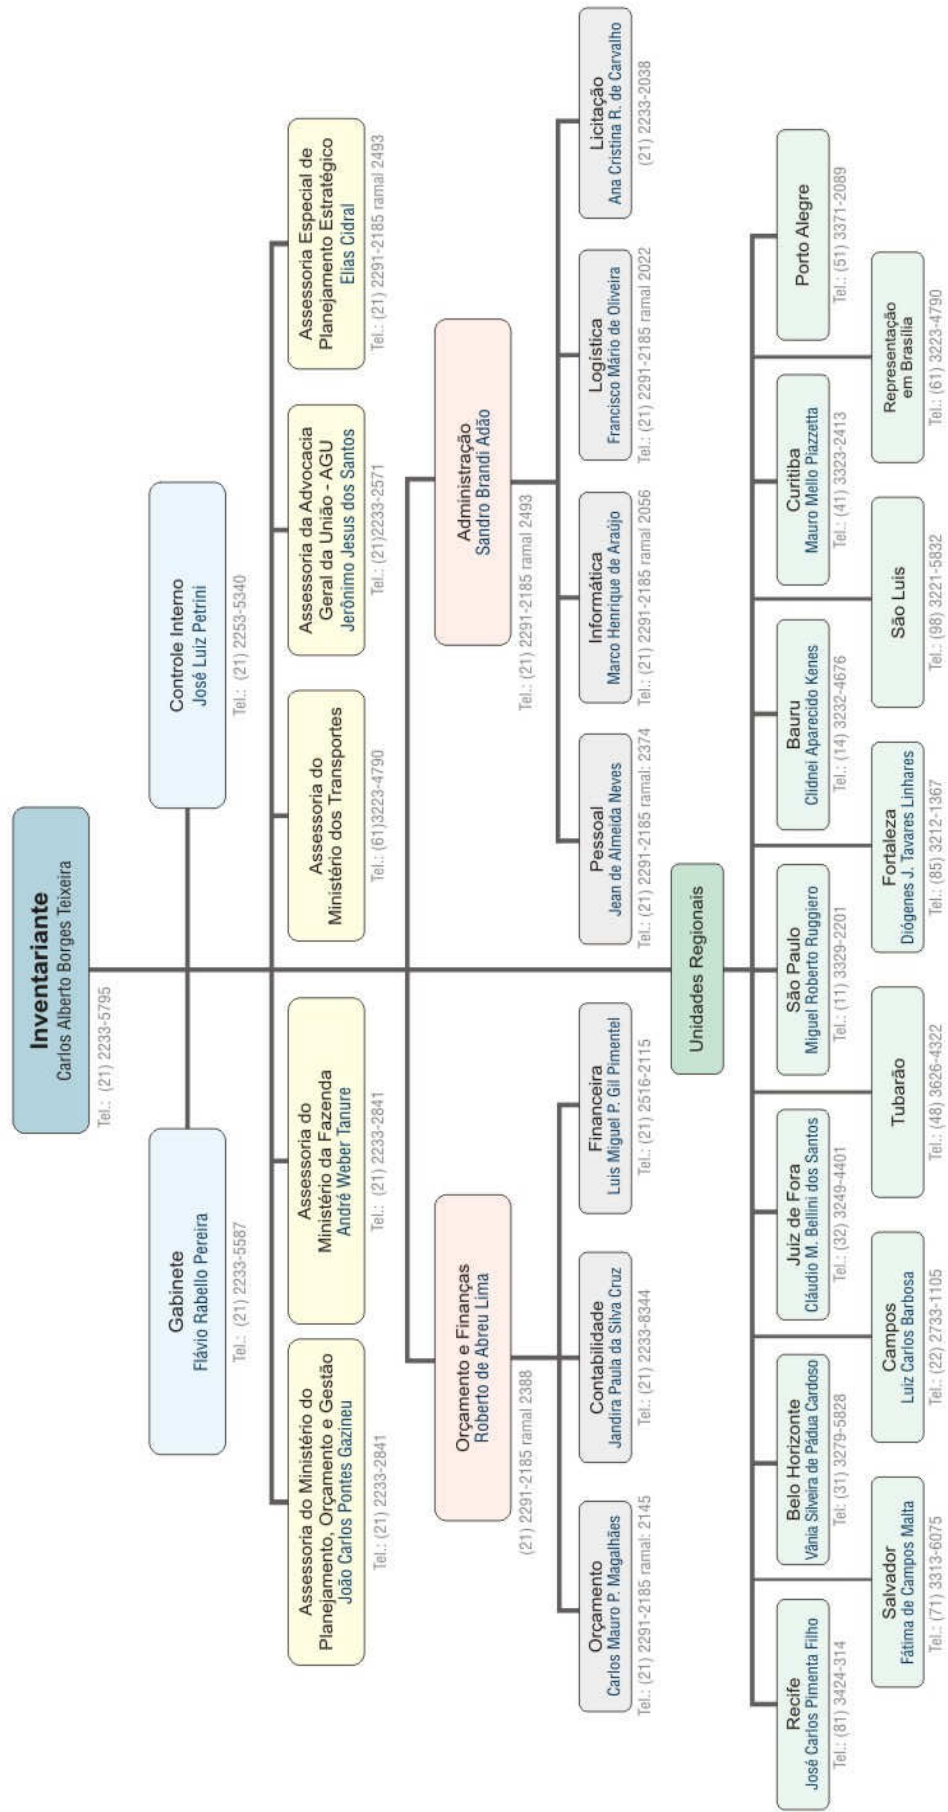 Inventariante
Carlos Alberto Borges Teixeira
Tel.: (21) 2233-5795
Gabinete
Flávio Rabello Pereira
Tel.: (21) 2233-5587
Controle Interno
José Luiz Petrini
Tel.: (21) 2253-5340
Assessoria do Ministério do
Planejamento, Orçamento e Gestão
João Carlos Pontes Gazineu
Tel.: (21) 2233-2841
Assessoria do
Ministério da Fazenda
André Weber Tanure
Tel.: (21) 2233-2841
Assessoria do
Ministério dos Transportes
Tel.: (61)3223-4790
Assessoria da Advocacia
Geral da União - AGU
Jerônimo Jesus dos Santos
Tel.: (21)2233-2571
Assessoria Especial de
Planejamento Estratégico
Elias Cidral
Tel.: (21) 2291-2185 ramal 2493
Orçamento e Finanças
Roberto de Abreu Lima
(21) 2291-2185 ramal 2388
Administração
Sandro Brandi Adão
Tel.: (21) 2291-2185 ramal 2493
Orçamento
Carlos Mauro P. Magalhães
Tel.: (21) 2291-2185 ramal: 2145
Contabilidade
Jandira Paula da Silva Cruz
Tel.: (21) 2233-8344
Financeira
Luis Miguel P. Gil Pimentel
Tel.: (21) 2516-2115
Pessoal
Jean de Almeida Neves
Tel.: (21) 2291-2185 ramal: 2374
Informática
Marco Henrique de Araújo
Tel.: (21) 2291-2185 ramal 2056
Logística
Francisco Mário de Oliveira
Tel.: (21) 2291-2185 ramal 2022
Licitação
Ana Cristina R. de Carvalho
(21) 2233-2038
Unidades Regionais
Recife
José Carlos Pimenta Filho
Tel.: (81) 3424-314
Belo Horizonte
Vânia Silveira de Pádua Cardoso
Tel: (31) 3279-5828
Juiz de Fora
Cláudio M. Bellini dos Santos
Tel.: (32) 3249-4401
São Paulo
Miguel Roberto Ruggiero
Tel.: (11) 3329-2201
Bauru
Clidnei Aparecido Kenes
Tel.: (14) 3232-4676
Curitiba
Mauro Mello Piazzetta
Tel.: (41) 3323-2413
Porto Alegre
Tel.: (51) 3371-2089
Salvador
Fátima de Campos Malta
Tel.: (71) 3313-6075
Campos
Luiz Carlos Barbosa
Tel.: (22) 2733-1105
Tubarão
Tel.: (48) 3626-4322
Fortaleza
Diógenes J. Tavares Linhares
Tel.: (85) 3212-1367
São Luis
Tel.: (98) 3221-5832
Representação
em Brasília
Tel.: (61) 3223-4790